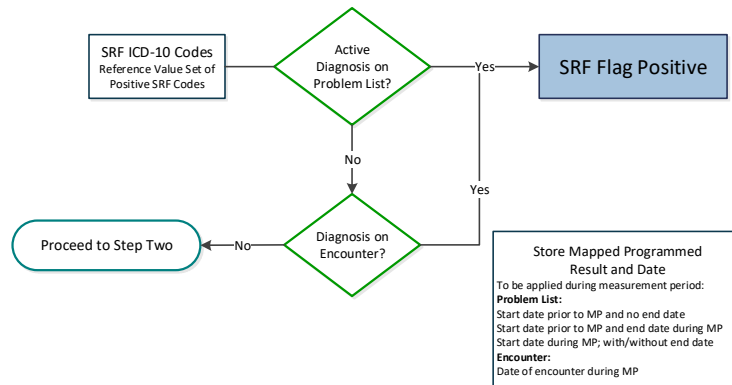 SRF ICD-10 Codes
Reference Value Set of
Positive SRF Codes
Active
Diagnosis on
Problem List?
Yes
SRF Flag Positive
No
Yes
Proceed to Step Two
No
Diagnosis on
Encounter?
Store Mapped Programmed
Result and Date
To be applied during measurement period:
Problem List:
Start date prior to MP and no end date
Start date prior to MP and end date during MP
Start date during MP; with/without end date
Encounter:
Date of encounter during MP